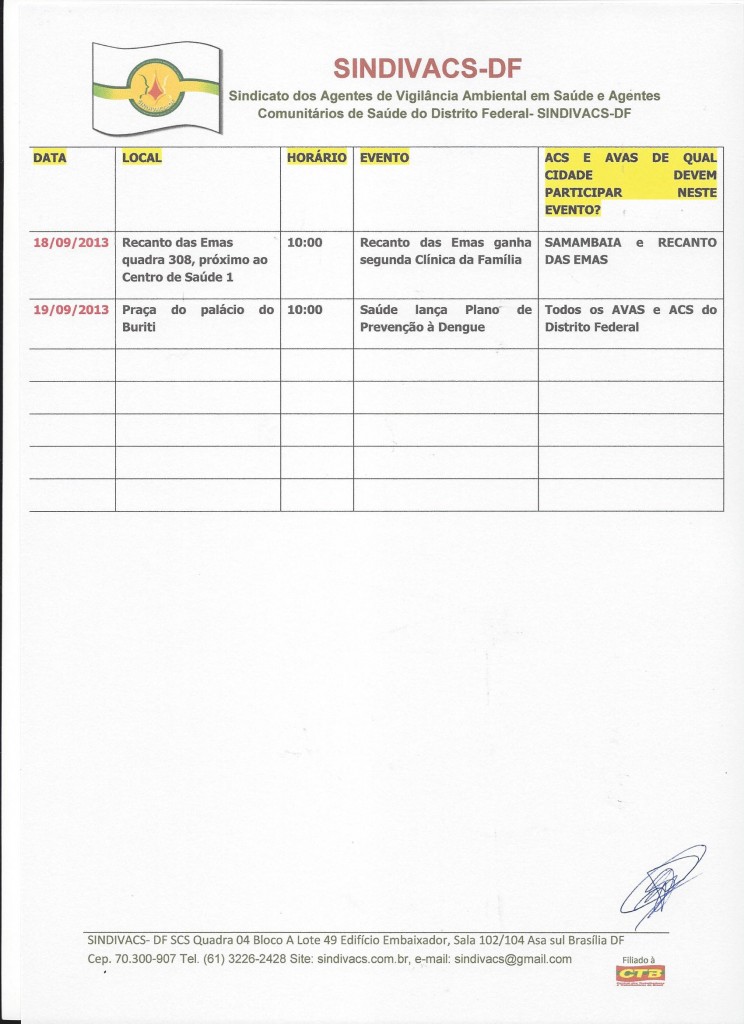 SINDIVACS-DF
Sindicato dos Agentes de Vigilância Ambiental em Saúde e Agentes
Comunitários de Saúde do Distrito Federal- SINDIVACS-DF
DATA
LOCAL
HORÁRIO
EVENTO
ACS E AVAS DE QUAL
CIDADE DEVEM
PARTICIPAR NESTE
EVENTO?
18/09/2013
Recanto das Emas
quadra 308, próximo ao
Centro de Saúde 1
10:00
Recanto das Emas ganha
segunda Clínica da Família
SAMAMBAIA e RECANTO
DAS EMAS
19/09/2013
Praça do palácio do
Buriti
10:00
Saúde lança Plano de
Prevenção à Dengue
Todos os AVAS e ACS do
Distrito Federal
SINDIVACS- DF SCS Quadra 04 Bloco A Lote 49 Edifício Embaixador, Sala 102/104 Asa sul Brasília DF
Cep. 70.300-907 Tel. (61) 3226-2428 Site: sindivacs.com.br, e-mail: sindivacs@gmail.com
Filiado à
CTB